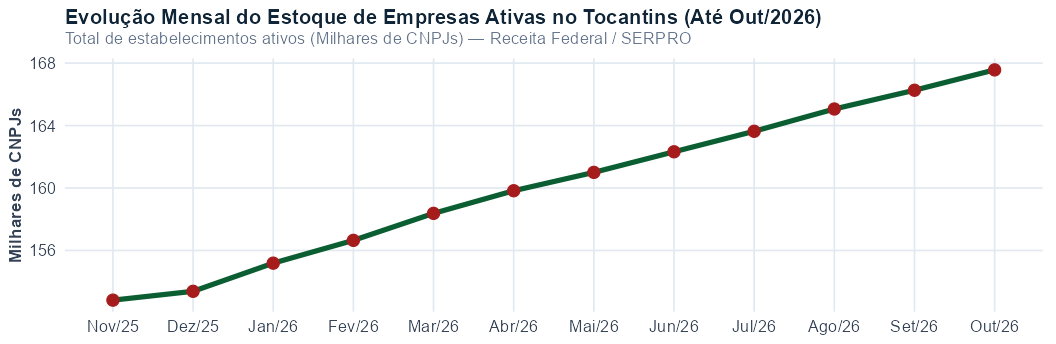 Evolução Mensal do Estoque de Empresas Ativas no Tocantins (Até Out/2026)
Total de estabelecimentos ativos (Milhares de CNPJs) — Receita Federal / SERPRO
Milhares de CNPJs
168
164
160
156
Nov/25 Dez/25 Jan/26 Fev/26 Mar/26 Abr/26 Mai/26 Jun/26 Jul/26 Ago/26 Set/26 Out/26